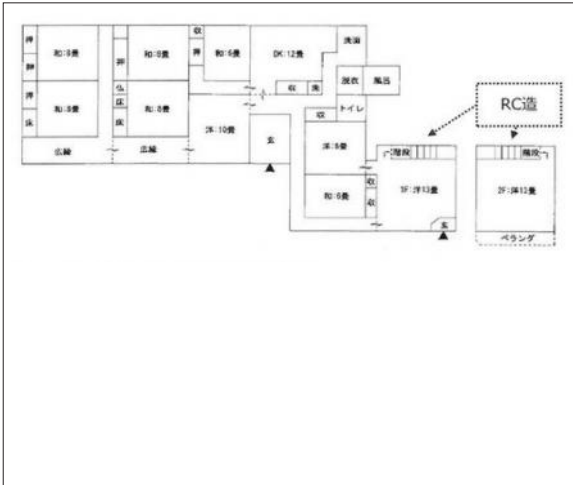 押
和:8畳
押
押
和:8畳
収
押
和:6畳
DK:12畳
洗面
押
床
和:8畳
仏
床
床
和:8畳
収
洗
脱衣
風呂
トイレ
広縁
広縁
洋:10畳
玄
収
洋:8畳
和:6畳
収
収
階段
1F:洋13畳
玄
RC造
階段
2F:洋13畳
ベランダ